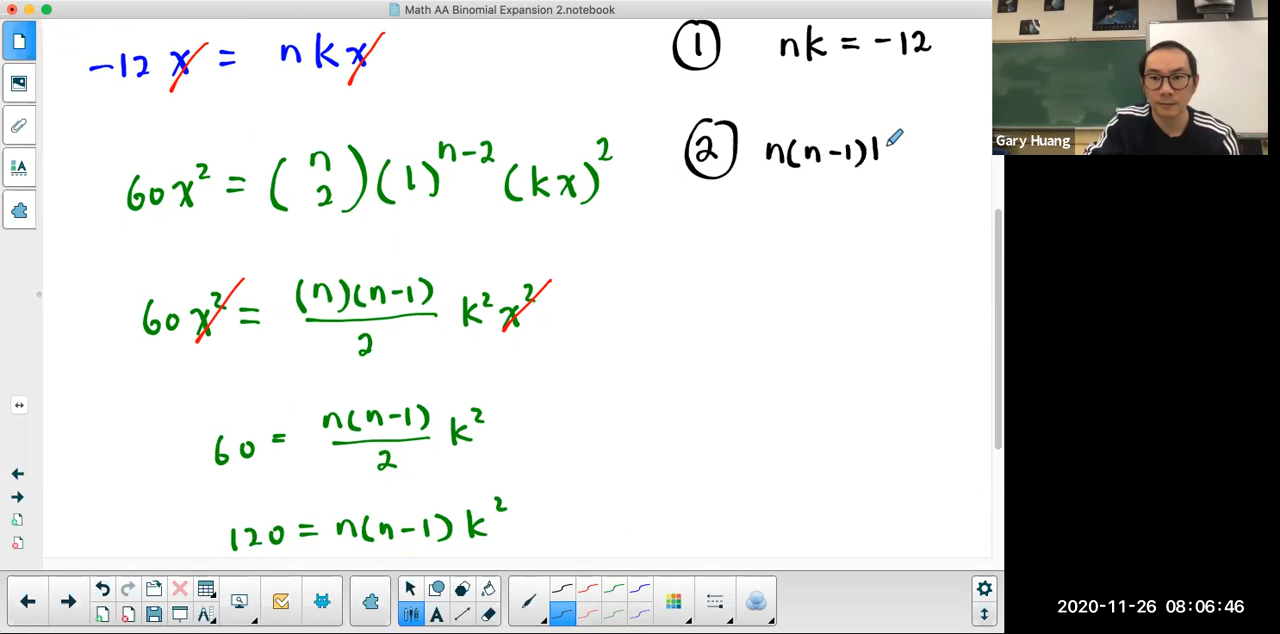 Math AA Binomial Expansion 2.notebook
-12 x = n k x
60x² = (n 2)(1)^{n-2} (kx)²
60x² = (n)(n-1)/2 k² x²
60 = n(n-1)/2 k²
120 = n(n-1) k²
① nk = -12
② n(n-1)
Gary Huang
2020-11-26 08:06:46